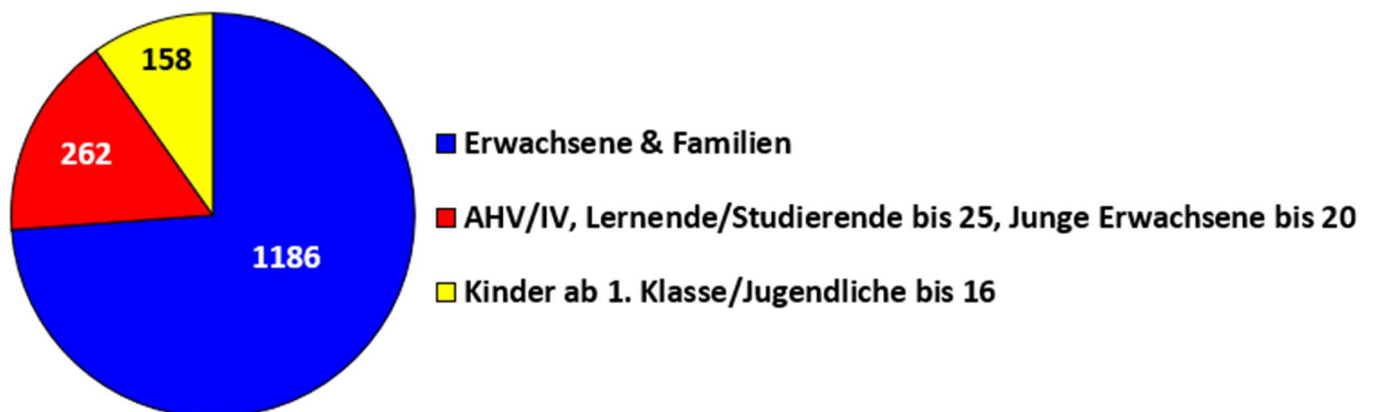 158
262
1186
Erwachsene & Familien
AHV/IV, Lernende/Studierende bis 25, Junge Erwachsene bis 20
Kinder ab 1. Klasse/Jugendliche bis 16